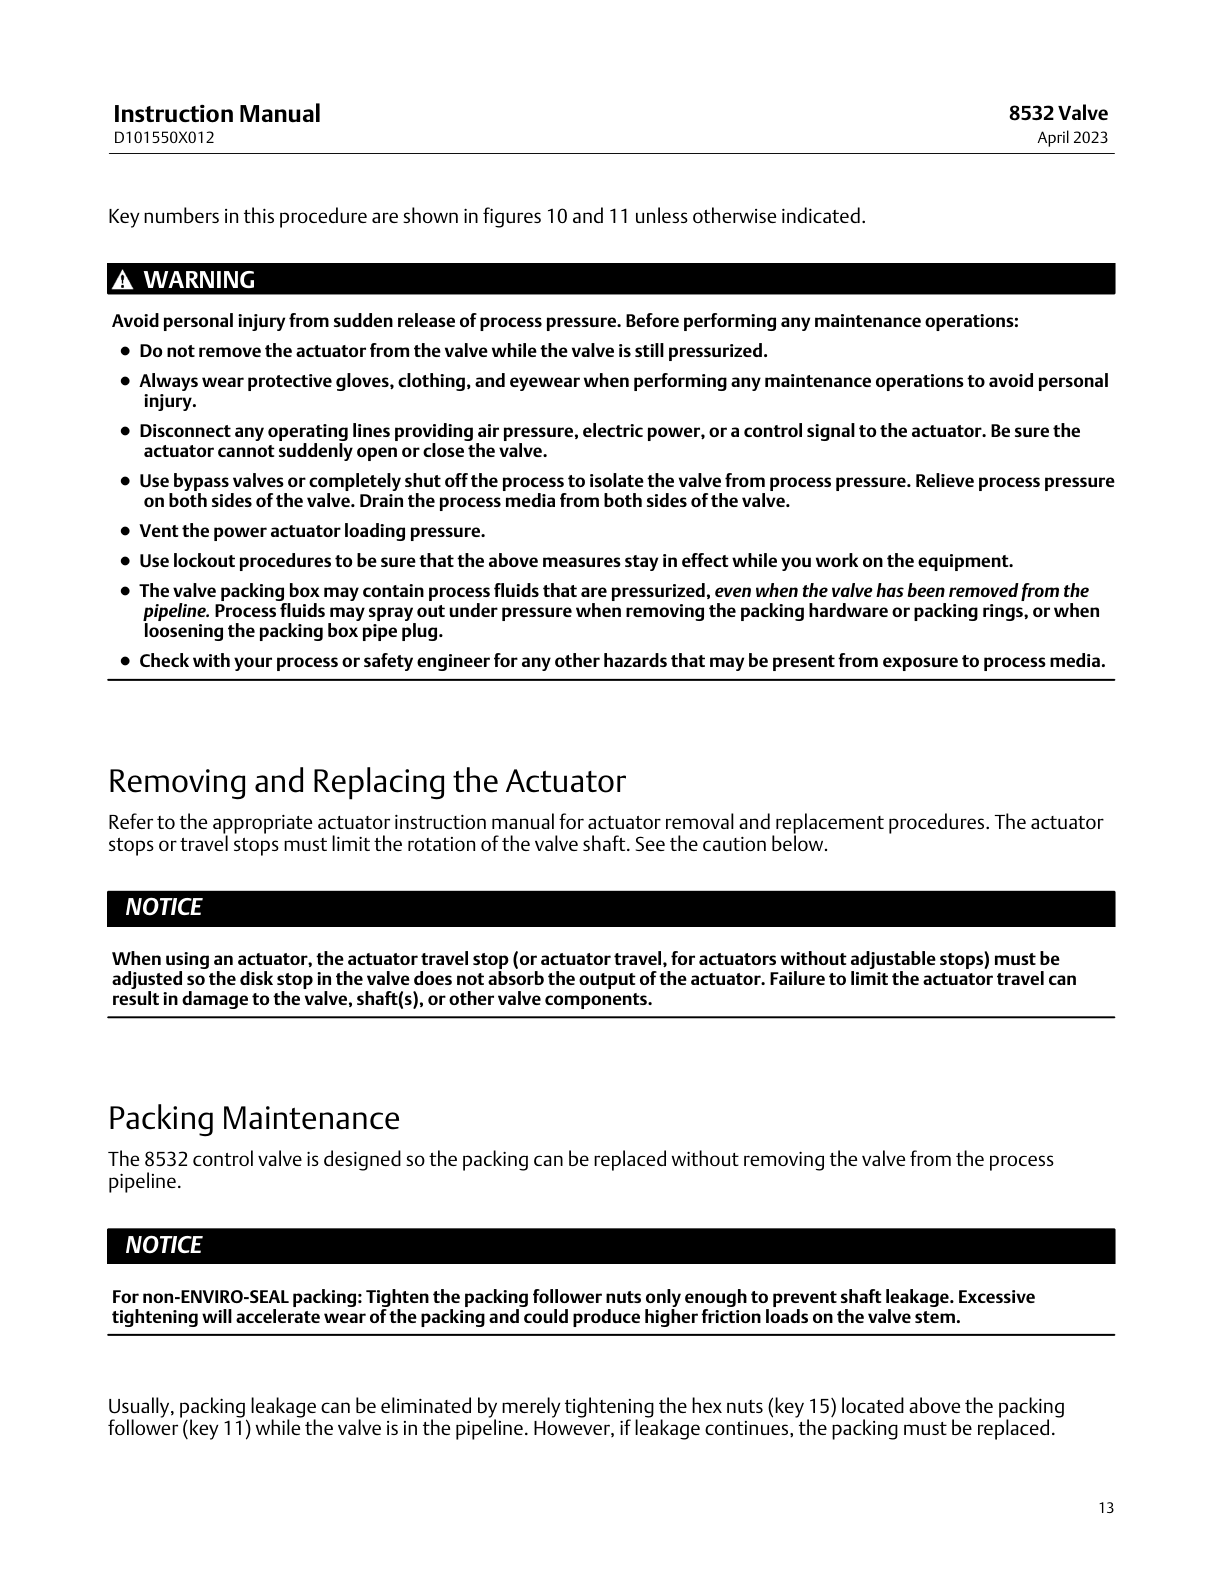 Instruction Manual
D101550X012
8532 Valve
April 2023
Key numbers in this procedure are shown in figures 10 and 11 unless otherwise indicated.
WARNING
Avoid personal injury from sudden release of process pressure. Before performing any maintenance operations:
● Do not remove the actuator from the valve while the valve is still pressurized.
● Always wear protective gloves, clothing, and eyewear when performing any maintenance operations to avoid personal
injury.
● Disconnect any operating lines providing air pressure, electric power, or a control signal to the actuator. Be sure the
actuator cannot suddenly open or close the valve.
● Use bypass valves or completely shut off the process to isolate the valve from process pressure. Relieve process pressure
on both sides of the valve. Drain the process media from both sides of the valve.
● Vent the power actuator loading pressure.
● Use lockout procedures to be sure that the above measures stay in effect while you work on the equipment.
● The valve packing box may contain process fluids that are pressurized, even when the valve has been removed from the
pipeline. Process fluids may spray out under pressure when removing the packing hardware or packing rings, or when
loosening the packing box pipe plug.
● Check with your process or safety engineer for any other hazards that may be present from exposure to process media.
Removing and Replacing the Actuator
Refer to the appropriate actuator instruction manual for actuator removal and replacement procedures. The actuator
stops or travel stops must limit the rotation of the valve shaft. See the caution below.
NOTICE
When using an actuator, the actuator travel stop (or actuator travel, for actuators without adjustable stops) must be
adjusted so the disk stop in the valve does not absorb the output of the actuator. Failure to limit the actuator travel can
result in damage to the valve, shaft(s), or other valve components.
Packing Maintenance
The 8532 control valve is designed so the packing can be replaced without removing the valve from the process
pipeline.
NOTICE
For non-ENVIRO-SEAL packing: Tighten the packing follower nuts only enough to prevent shaft leakage. Excessive
tightening will accelerate wear of the packing and could produce higher friction loads on the valve stem.
Usually, packing leakage can be eliminated by merely tightening the hex nuts (key 15) located above the packing
follower (key 11) while the valve is in the pipeline. However, if leakage continues, the packing must be replaced.
13